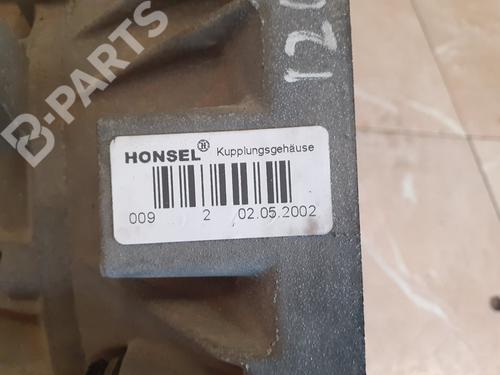 B-PARTS
HONSEL® Kupplungsgehäuse
009 2 02.05.2002